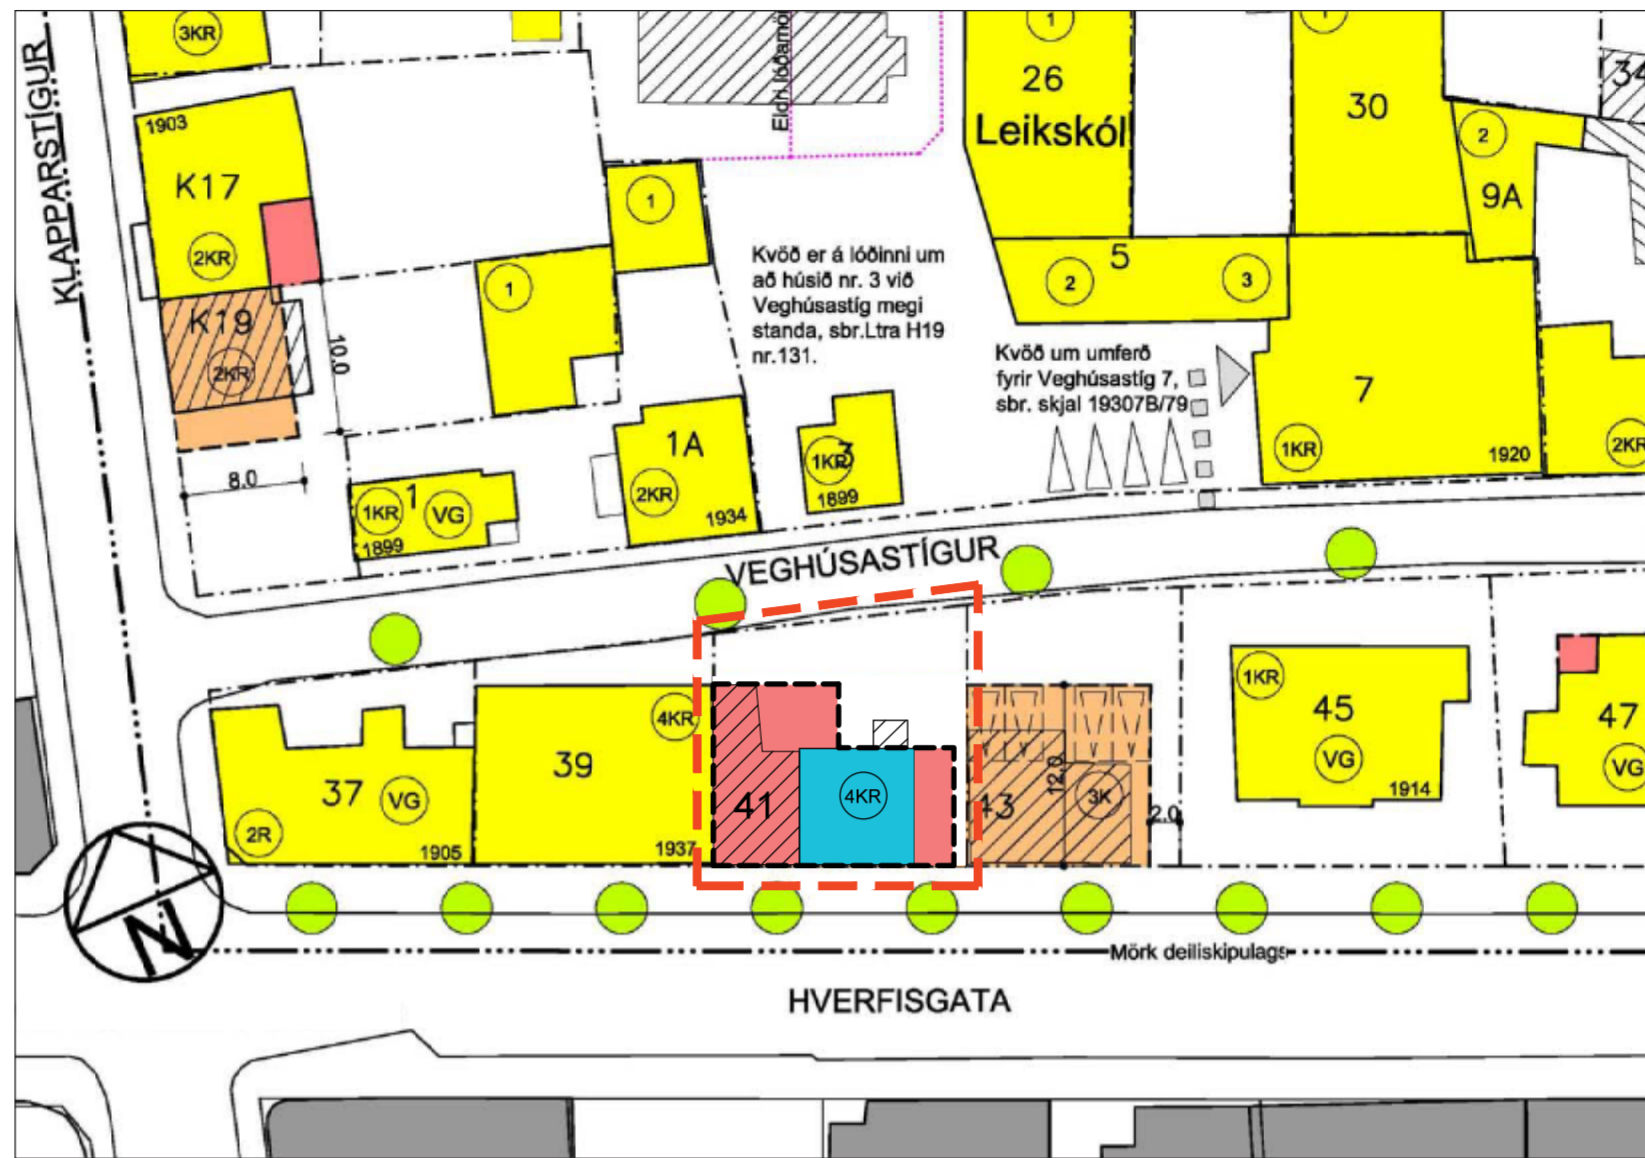 3KR
1
1
KLAPPARSTÍGUR
1903
K17
2KR
K19
2KR
10.0
8.0
1
1
26
Leikskól
30
34
2
9A
5
2
3
Kvöð er á lóðinni um
að húsið nr. 3 við
Veghúsastíg megi
standa, sbr.Ltra H19
nr.131.
Kvöð um umferð
fyrir Veghúsastíg 7,
sbr. skjal 19307B/79
7
1KR
1920
2KR
1A
2KR
1934
3
1KR
1899
1
1KR
VG
1899
VEGHÚSASTÍGUR
37
VG
2R
1905
39
4KR
1937
41
4KR
43
3K
12,0
2.0
1KR
45
VG
1914
47
VG
N
Mörk deiliskipulags
HVERFISGATA